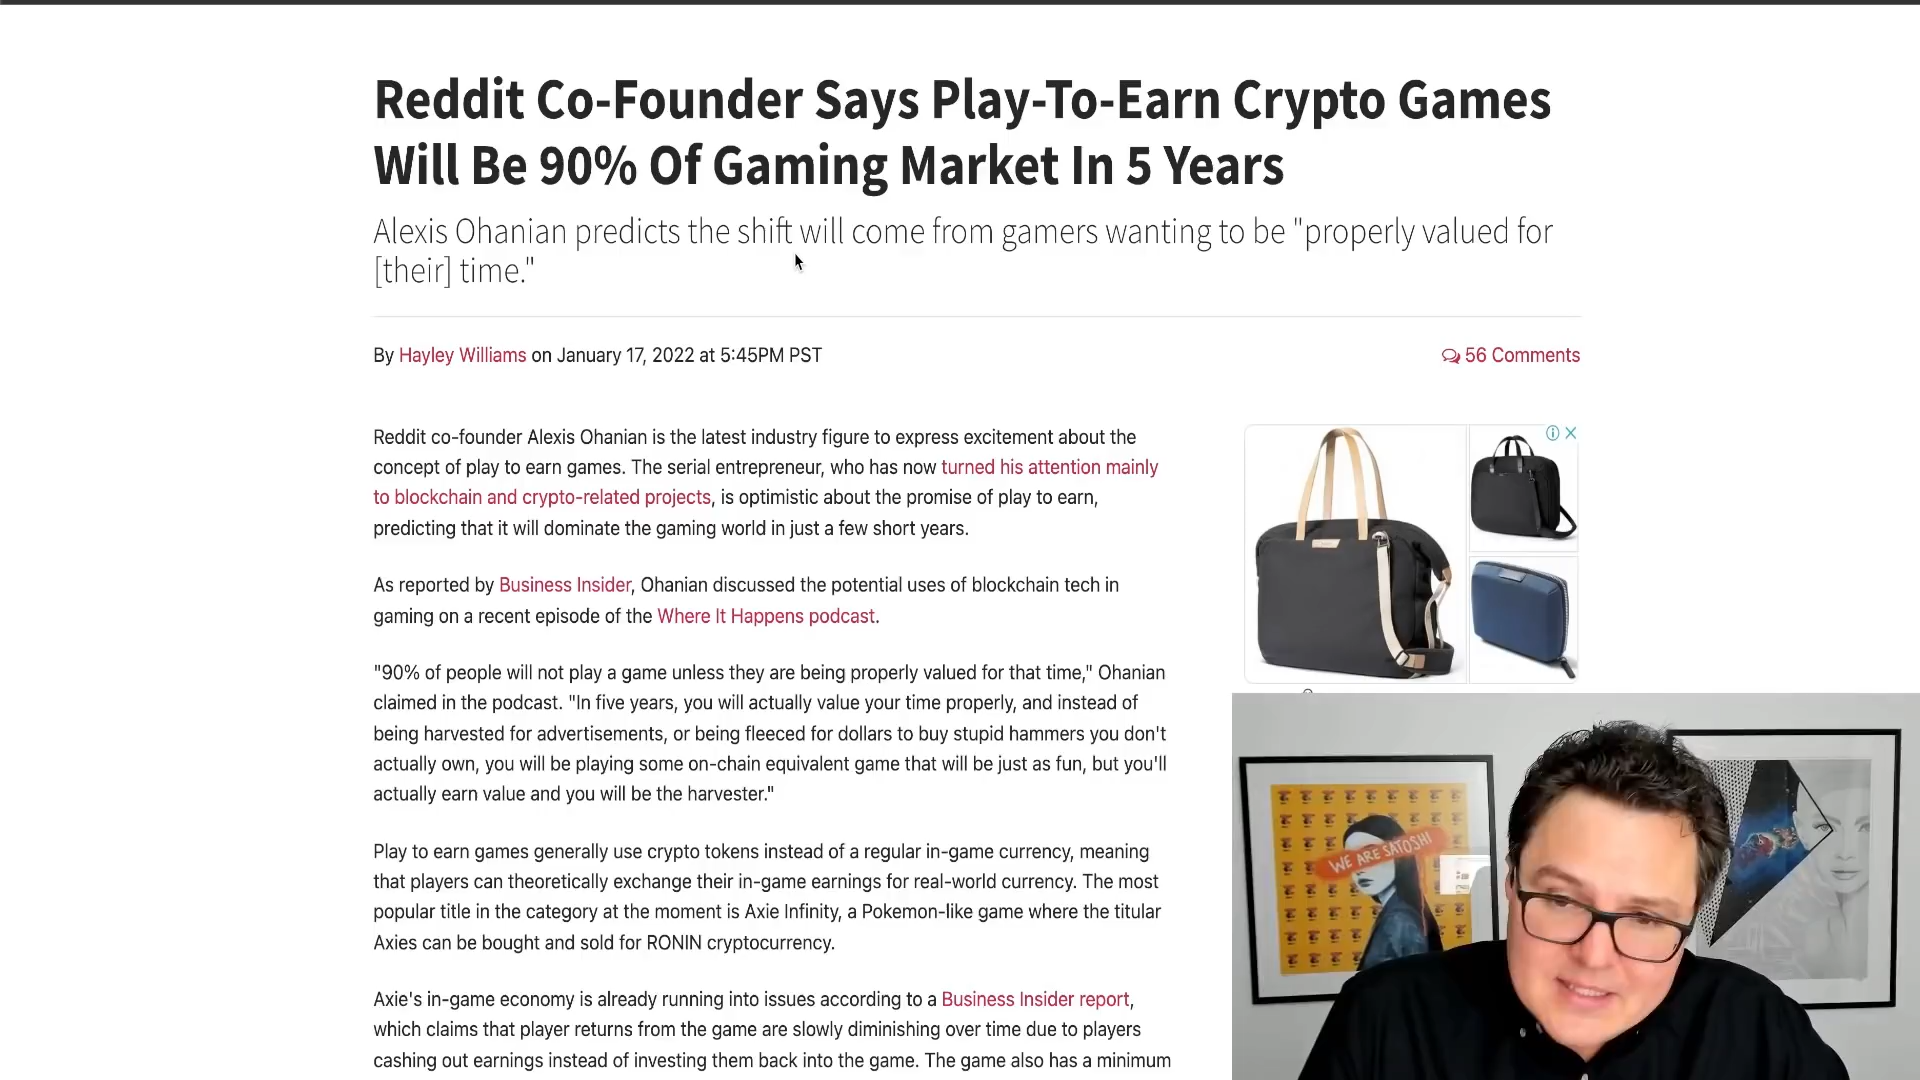 Reddit Co-Founder Says Play-To-Earn Crypto Games
Will Be 90% Of Gaming Market In 5 Years
Alexis Ohanian predicts the shift will come from gamers wanting to be "properly valued for
[their] time."
By Hayley Williams on January 17, 2022 at 5:45PM PST
56 Comments
Reddit co-founder Alexis Ohanian is the latest industry figure to express excitement about the
concept of play to earn games. The serial entrepreneur, who has now turned his attention mainly
to blockchain and crypto-related projects, is optimistic about the promise of play to earn,
predicting that it will dominate the gaming world in just a few short years.
As reported by Business Insider, Ohanian discussed the potential uses of blockchain tech in
gaming on a recent episode of the Where It Happens podcast.
"90% of people will not play a game unless they are being properly valued for that time," Ohanian
claimed in the podcast. "In five years, you will actually value your time properly, and instead of
being harvested for advertisements, or being fleeced for dollars to buy stupid hammers you don't
actually own, you will be playing some on-chain equivalent game that will be just as fun, but you'll
actually earn value and you will be the harvester."
Play to earn games generally use crypto tokens instead of a regular in-game currency, meaning
that players can theoretically exchange their in-game earnings for real-world currency. The most
popular title in the category at the moment is Axie Infinity, a Pokemon-like game where the titular
Axies can be bought and sold for RONIN cryptocurrency.
Axie's in-game economy is already running into issues according to a Business Insider report,
which claims that player returns from the game are slowly diminishing over time due to players
cashing out earnings instead of investing them back into the game. The game also has a minimum
WE ARE SATOSHI